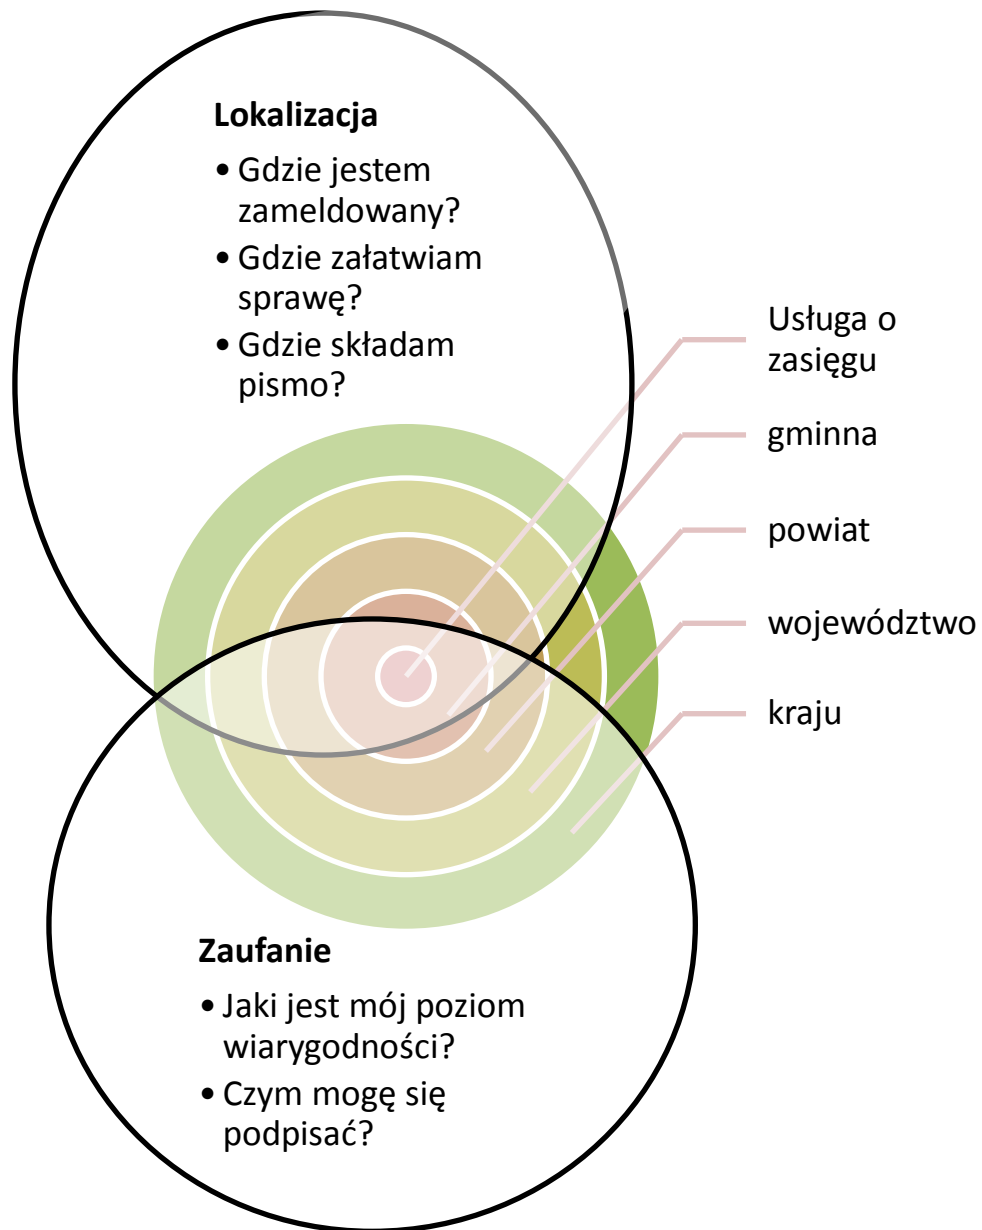 Lokalizacja
• Gdzie jestem
zameldowany?
• Gdzie załatwiam
sprawę?
• Gdzie składam
pismo?
Usługa o
zasięgu
gminna
powiat
województwo
kraju
Zaufanie
• Jaki jest mój poziom
wiarygodności?
• Czym mogę się
podpisać?